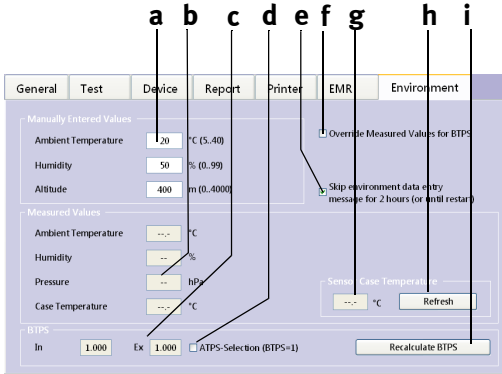 a b c d e f g h i
General Test Device Report Printer EMR Environment
Manually Entered Values
Ambient Temperature 20 °C (5..40)
Override Measured Values for BTPS
Humidity 50 % (0..99)
Altitude 400 m (0..4000)
Skip environment data entry
message for 2 hours (or until restart)
Measured Values
Ambient Temperature --.- °C
Humidity -- %
Pressure -- hPa
Case Temperature --.- °C
Sensor Case Temperature
--.- °C Refresh
BTPS
In 1.000 Ex 1.000 ATPS-Selection (BTPS=1) Recalculate BTPS